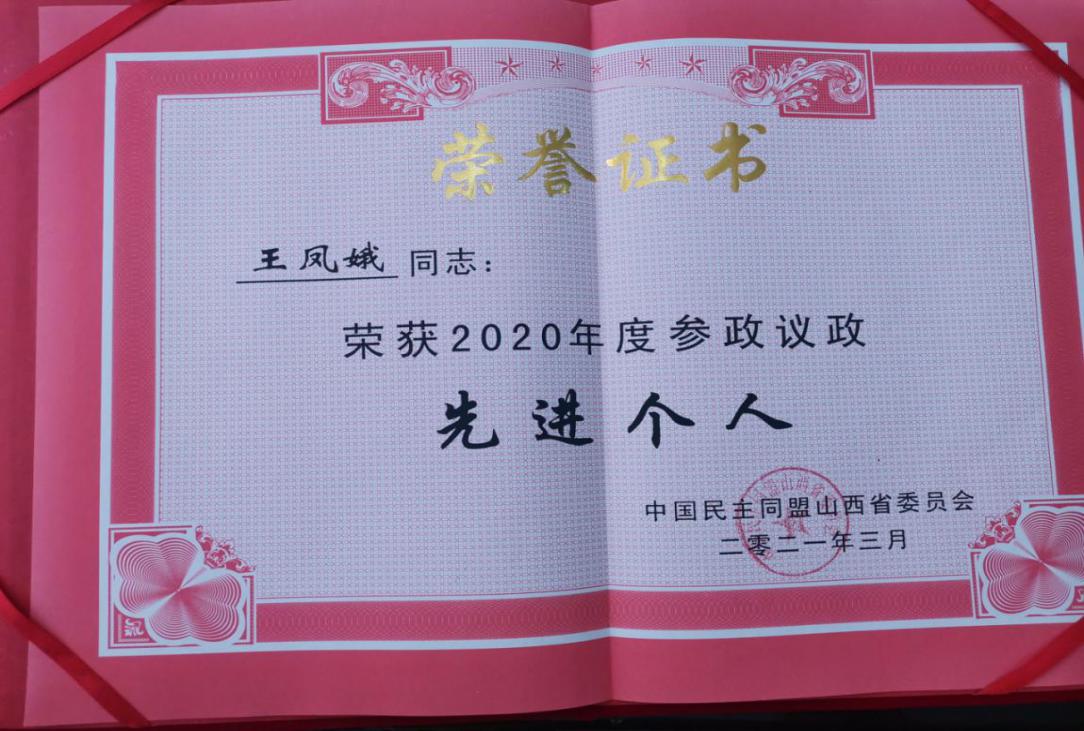 荣誉证书
王凤娥 同志：
荣获2020年度参政议政
先进个人
中国民主同盟山西省委员会
二零二一年三月